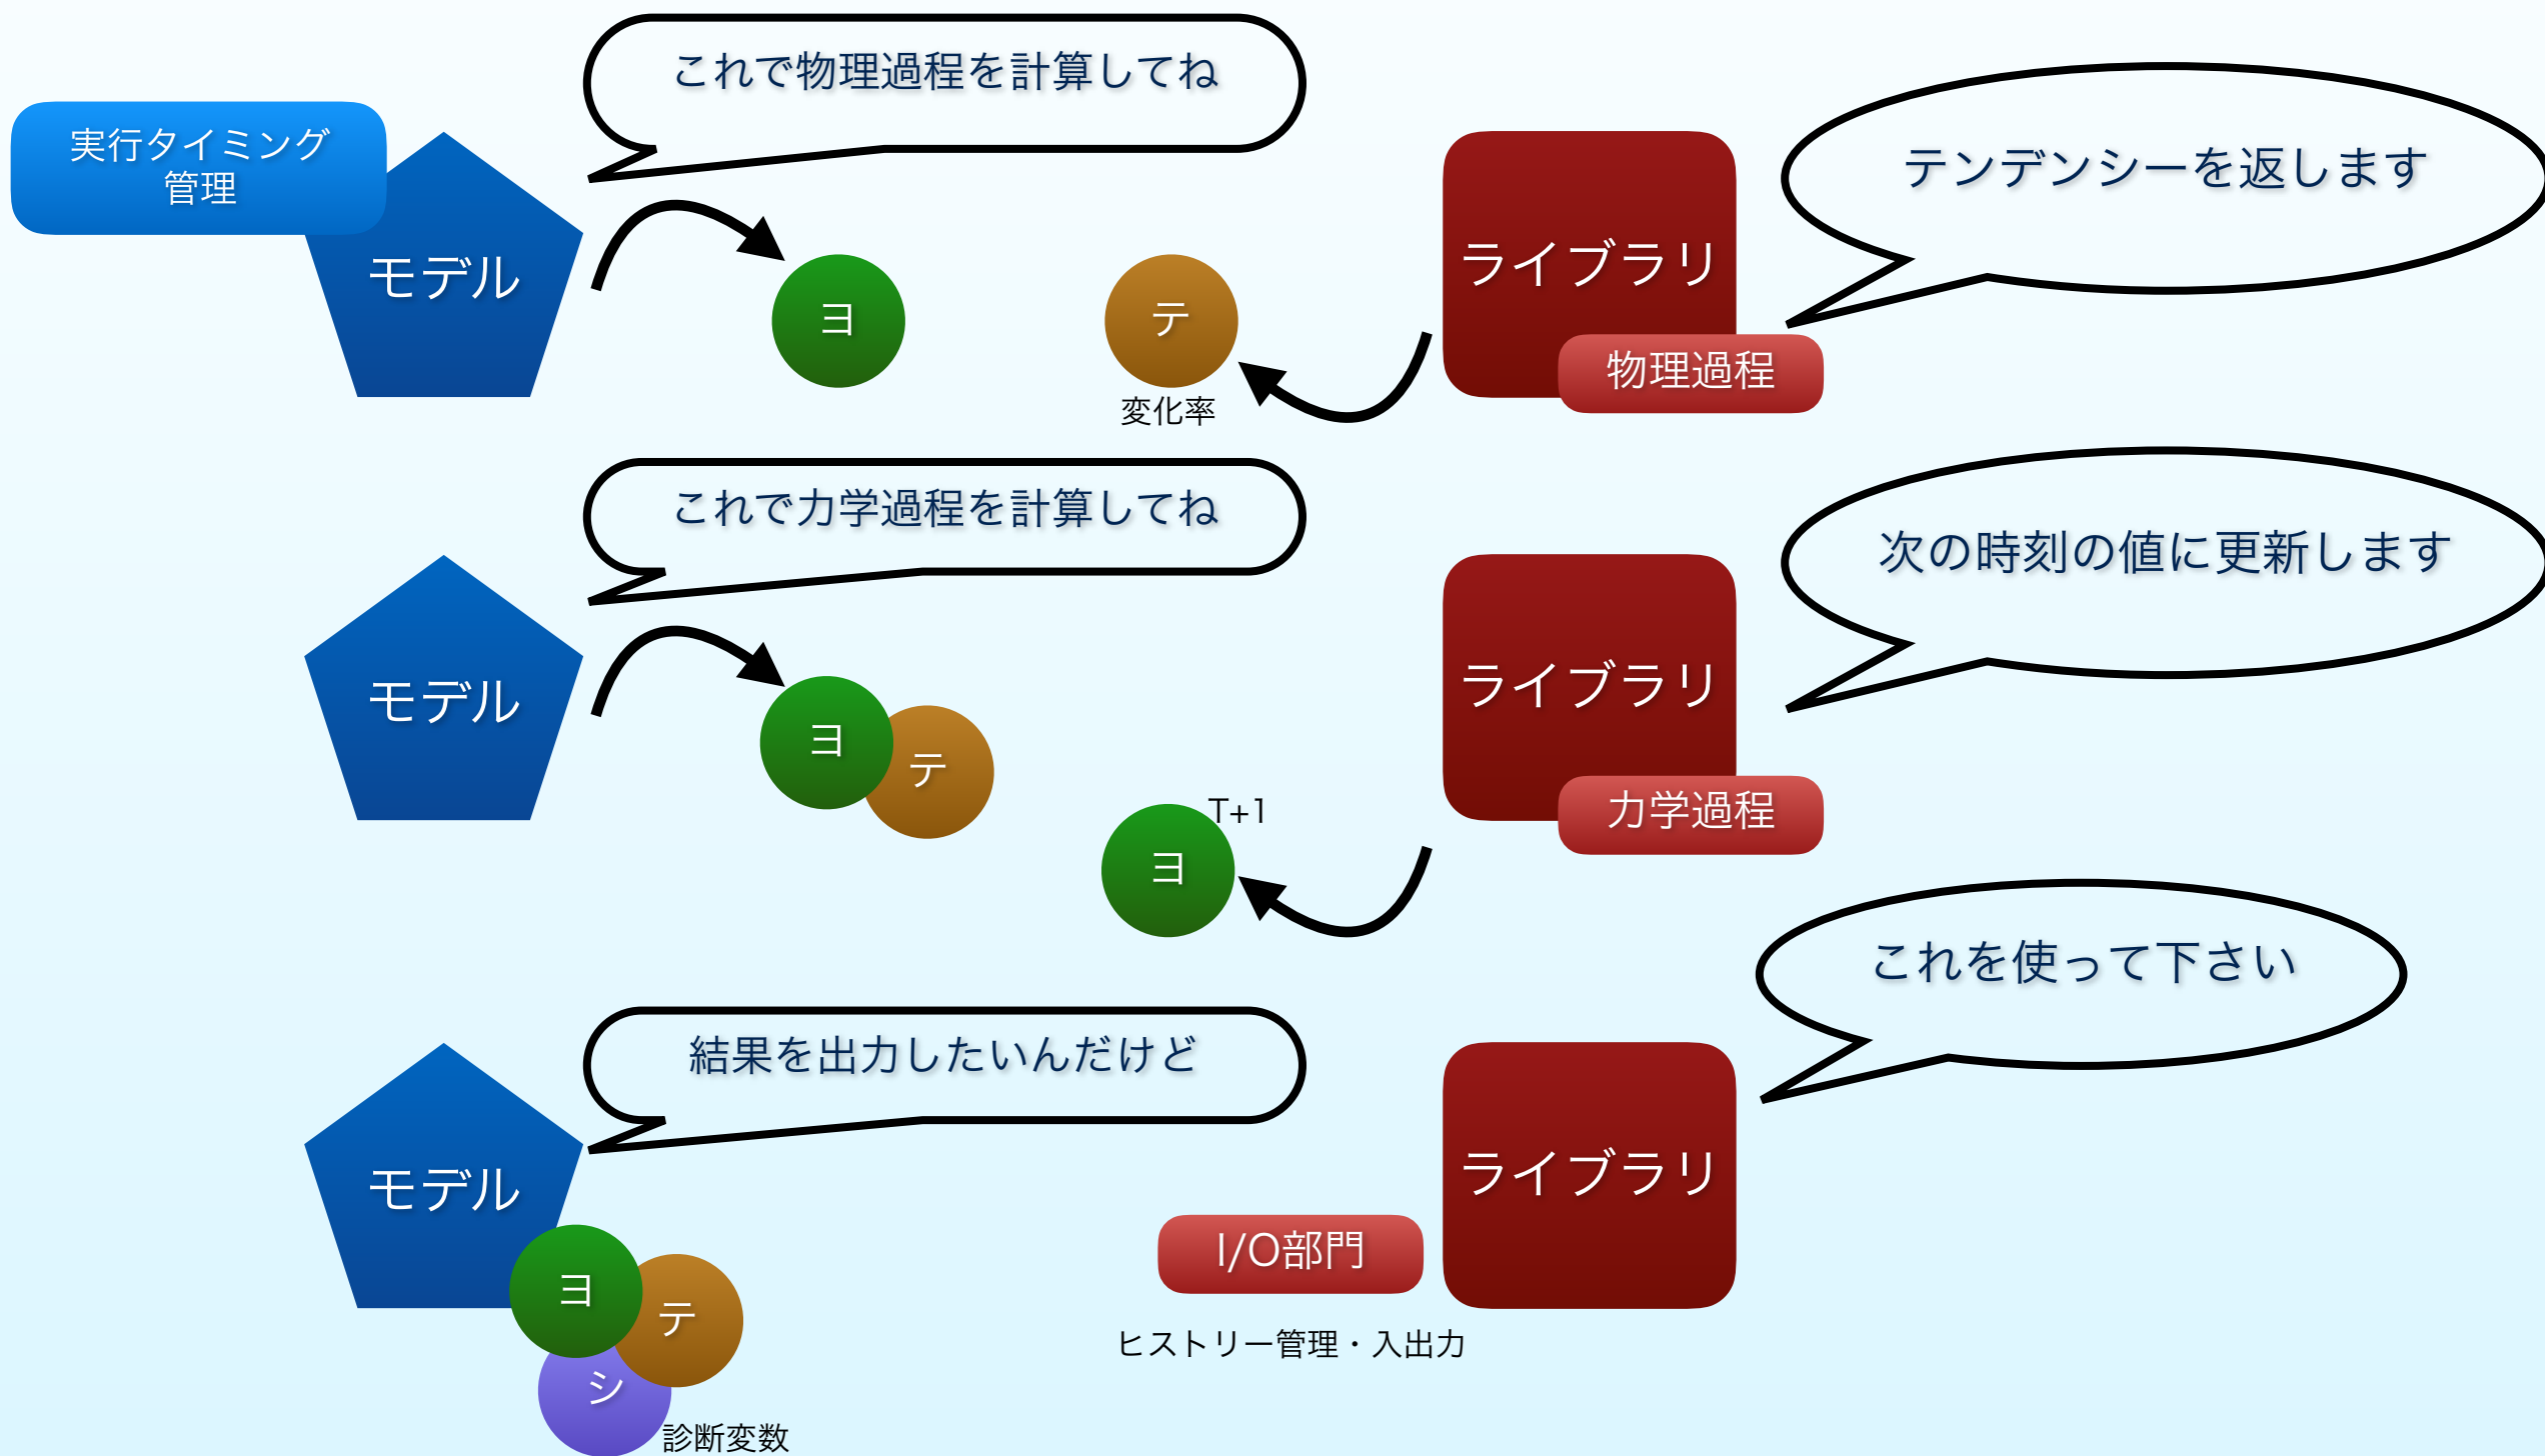 これで物理過程を計算してね
実行タイミング
管理
モデル
ヨ
テ
変化率
ライブラリ
物理過程
テンデンシーを返します
これで力学過程を計算してね
モデル
ヨ
テ
T+1
ヨ
ライブラリ
力学過程
次の時刻の値に更新します
結果を出力したいんだけど
モデル
ヨ
テ
シ
診断変数
I/O部門
ヒストリー管理・入出力
ライブラリ
これを使って下さい